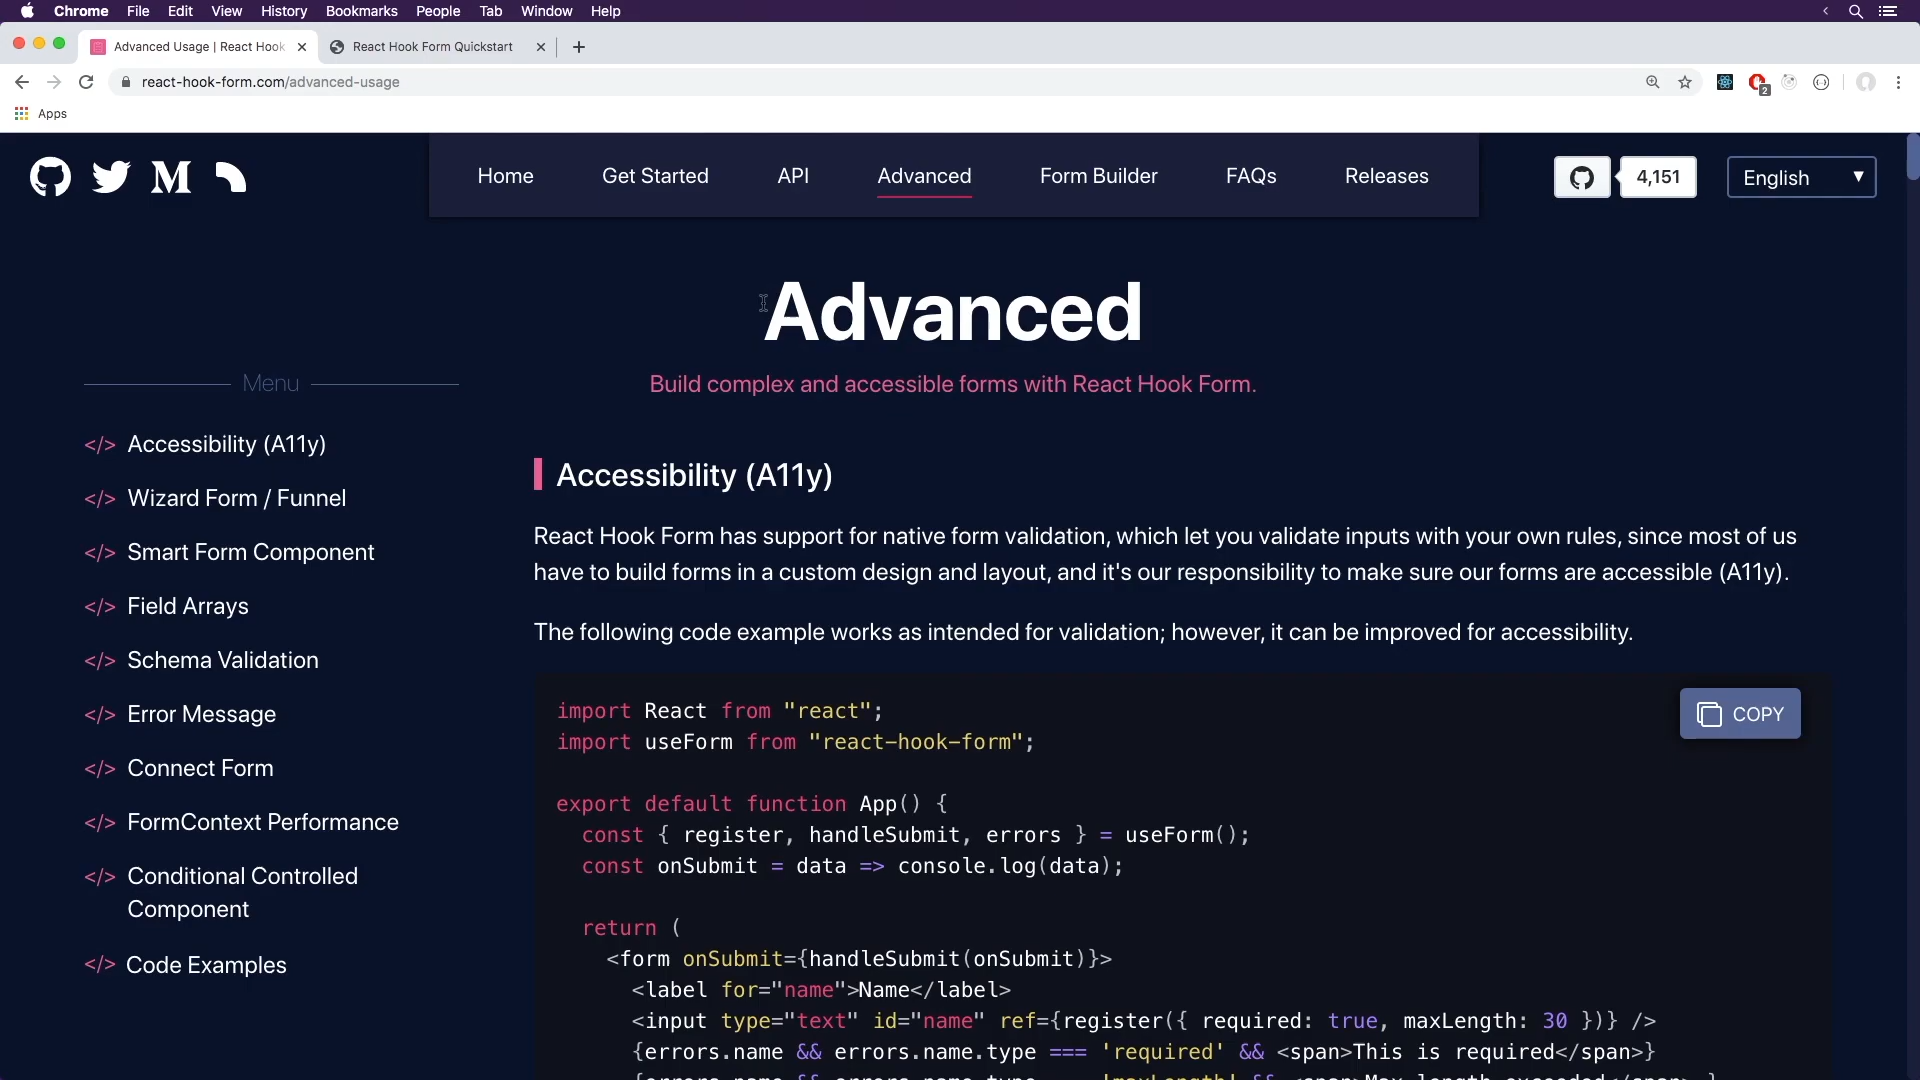 Chrome File Edit View History Bookmarks People Tab Window Help
Advanced Usage | React Hook
React Hook Form Quickstart
react-hook-form.com/advanced-usage
2
Apps
Home Get Started API Advanced Form Builder FAQs Releases
4,151
English
Advanced
Build complex and accessible forms with React Hook Form.
Menu
</> Accessibility (A11y)
</> Wizard Form / Funnel
</> Smart Form Component
</> Field Arrays
</> Schema Validation
</> Error Message
</> Connect Form
</> FormContext Performance
</> Conditional Controlled
Component
</> Code Examples
Accessibility (A11y)
React Hook Form has support for native form validation, which let you validate inputs with your own rules, since most of us
have to build forms in a custom design and layout, and it's our responsibility to make sure our forms are accessible (A11y).
The following code example works as intended for validation; however, it can be improved for accessibility.
COPY
import React from "react";
import useForm from "react-hook-form";
export default function App() {
const { register, handleSubmit, errors } = useForm();
const onSubmit = data => console.log(data);
return (
<form onSubmit={handleSubmit(onSubmit)}>
<label for="name">Name</label>
<input type="text" id="name" ref={register({ required: true, maxLength: 30 })} />
{errors.name && errors.name.type === 'required' && <span>This is required</span>}